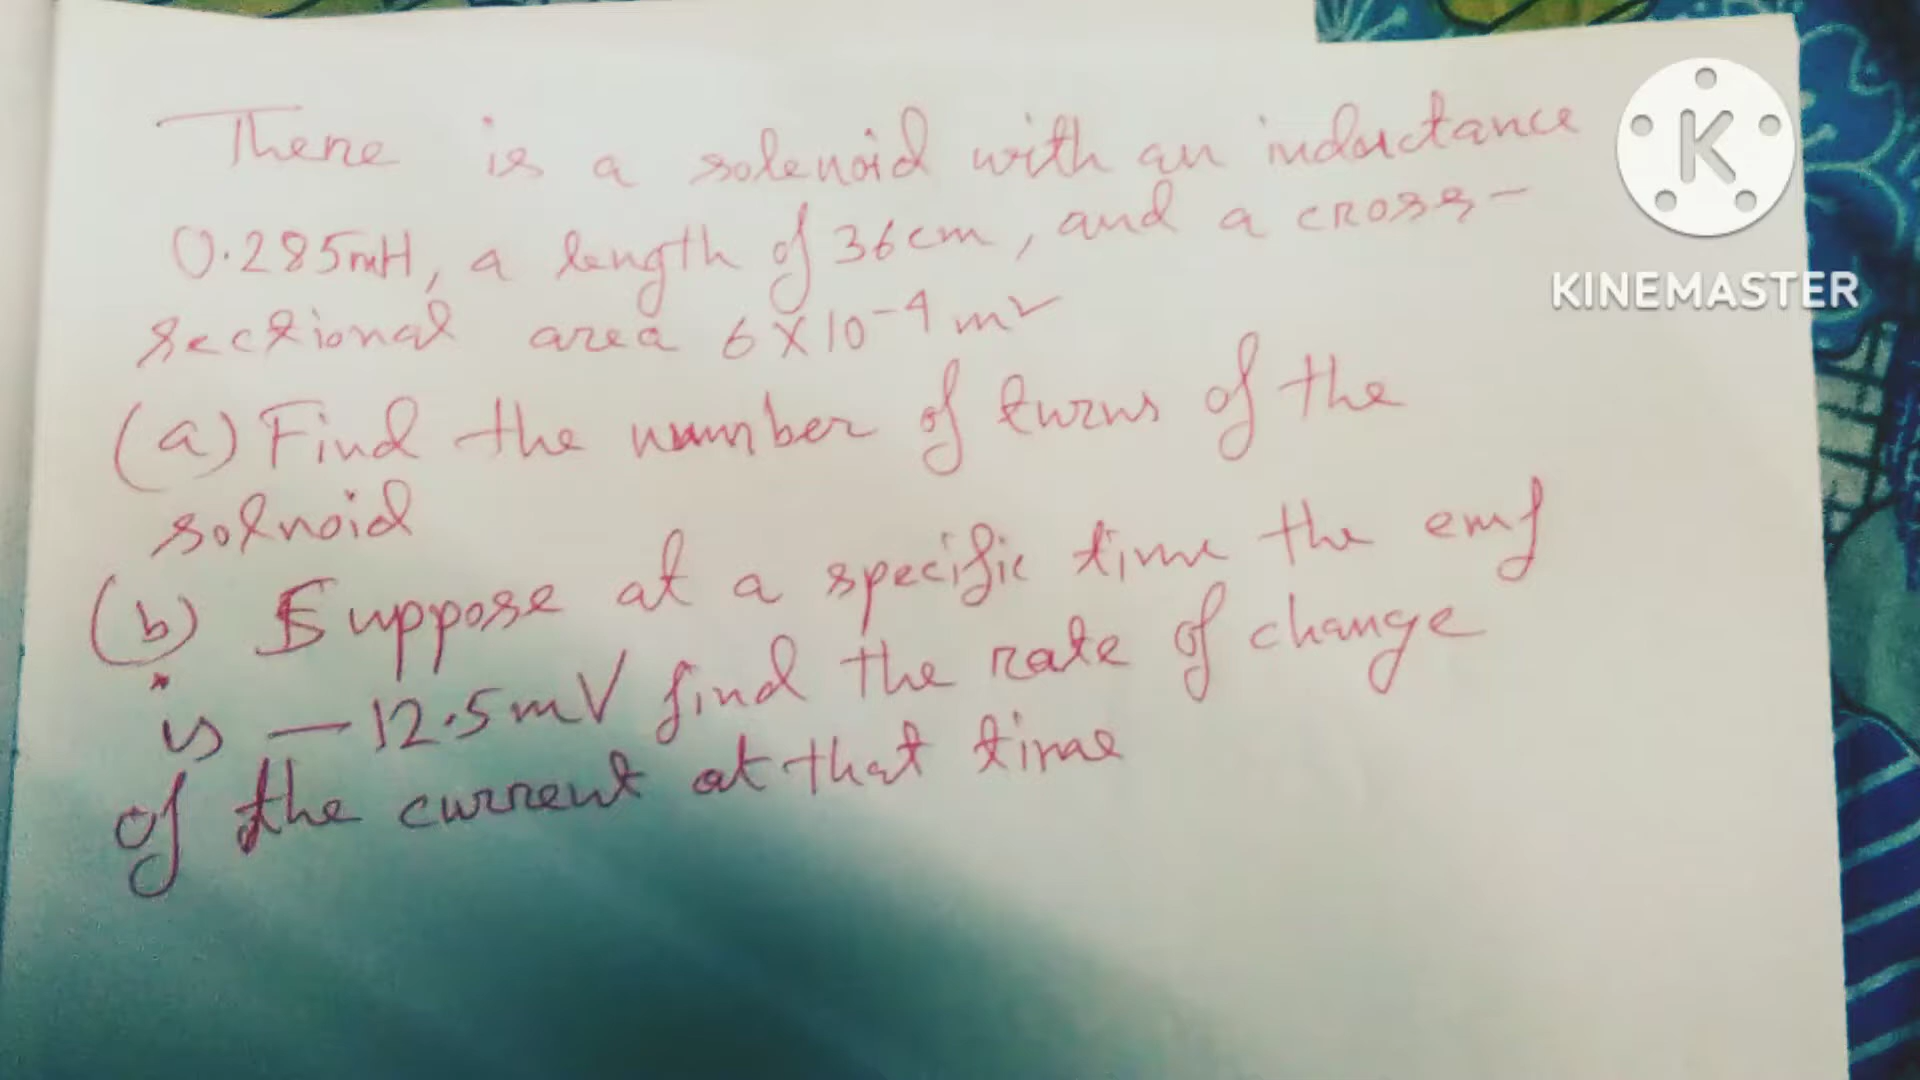 There is a solenoid with an inductance
0.285mH, a length of 36cm, and a cross-
sectional area 6×10⁻⁴ m²
(a) Find the number of turns of the
solnoid
(b) Suppose at a specific time the emf
is -12.5mV find the rate of change
of the current at that time
K
KINEMASTER